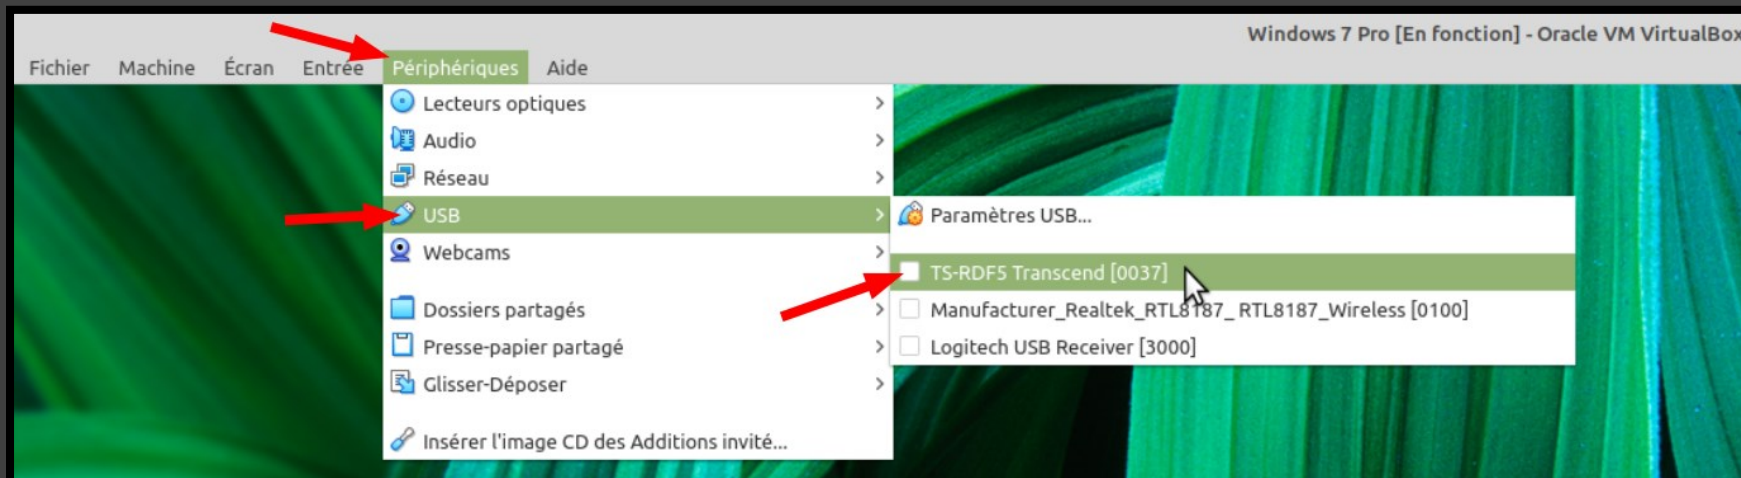 Windows 7 Pro [En fonction] - Oracle VM VirtualBox
Fichier Machine Écran Entrée Périphériques Aide
Lecteurs optiques
Audio
Réseau
USB
Paramètres USB...
Webcams
TS-RDF5 Transcend [0037]
Dossiers partagés
Manufacturer_Realtek_RTL8187_ RTL8187_Wireless [0100]
Presse-papier partagé
Logitech USB Receiver [3000]
Glisser-Déposer
Insérer l'image CD des Additions invité...